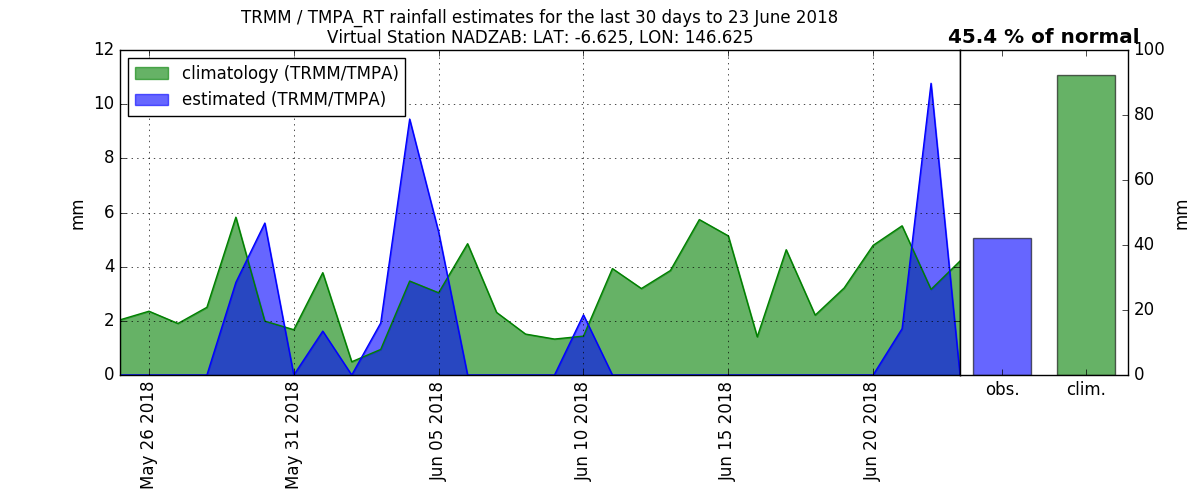 TRMM / TMPA_RT rainfall estimates for the last 30 days to 23 June 2018
Virtual Station NADZAB: LAT: -6.625, LON: 146.625
45.4 % of normal
climatology (TRMM/TMPA)
estimated (TRMM/TMPA)
12
10
8
6
4
2
0
mm
May 26 2018
May 31 2018
Jun 05 2018
Jun 10 2018
Jun 15 2018
Jun 20 2018
obs.
clim.
100
80
60
40
20
0
mm